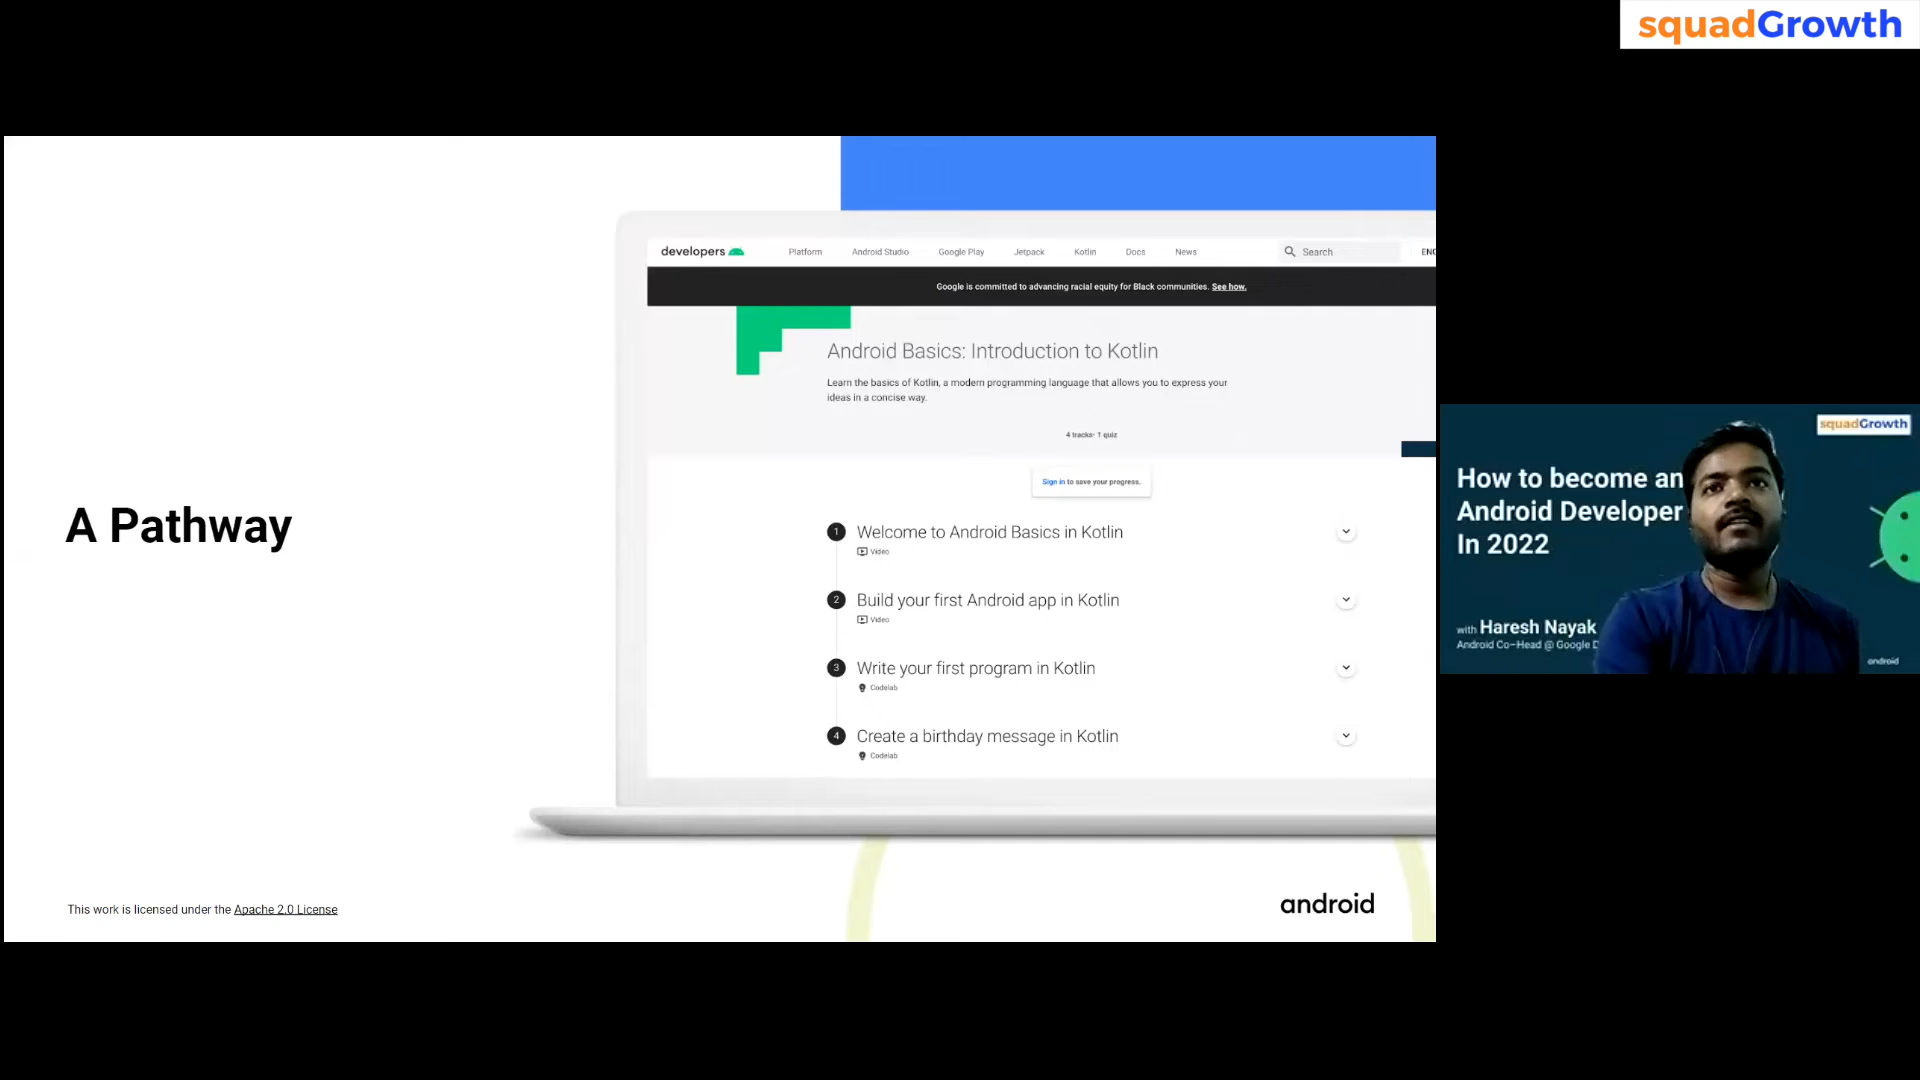 squadGrowth
developers
Platform
Android Studio
Google Play
Jetpack
Kotlin
Docs
News
Search
ENG
Google is committed to advancing racial equity for Black communities. See how.
Android Basics: Introduction to Kotlin
Learn the basics of Kotlin, a modern programming language that allows you to express your
ideas in a concise way.
4 tracks· 1 quiz
Sign in to save your progress.
A Pathway
1 Welcome to Android Basics in Kotlin
Video
2 Build your first Android app in Kotlin
Video
3 Write your first program in Kotlin
Codelab
4 Create a birthday message in Kotlin
Codelab
This work is licensed under the Apache 2.0 License
android
squadGrowth
How to become an
Android Developer
In 2022
with Haresh Nayak
Android Co-Head @ Google
android